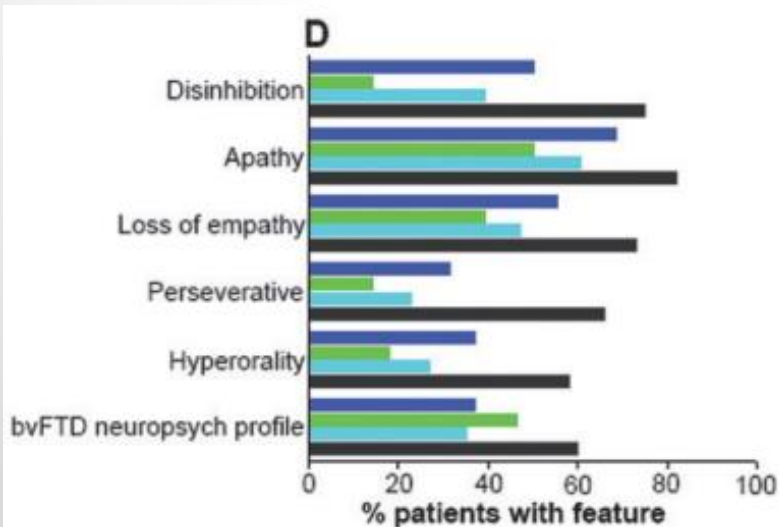 D
Disinhibition
Apathy
Loss of empathy
Perseverative
Hyperorality
bvFTD neuropsych profile
0 20 40 60 80 100
% patients with feature